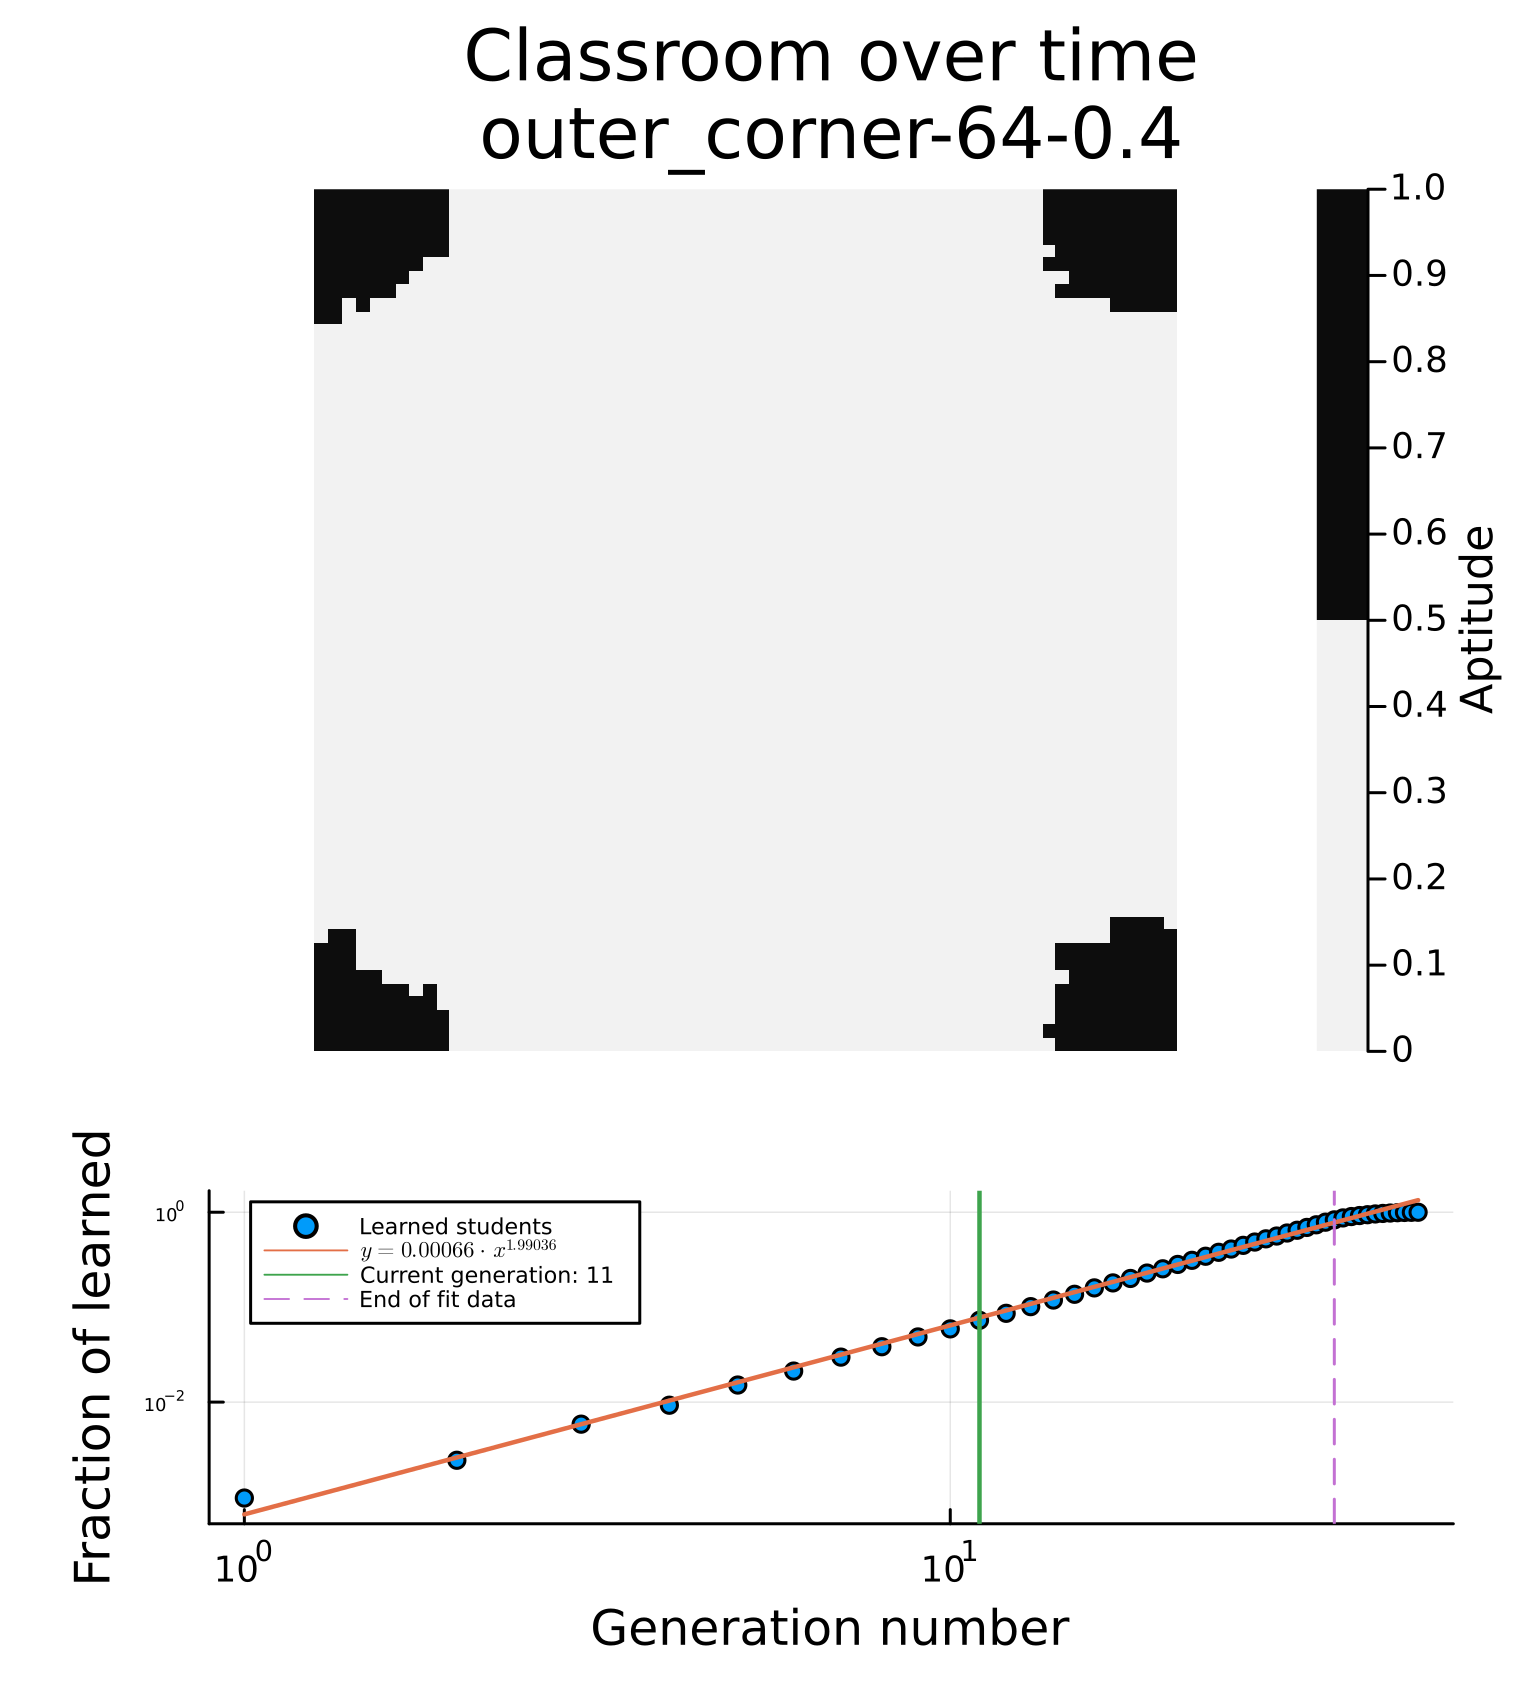 Classroom over time
outer_corner-64-0.4
1.0
0.9
0.8
0.7
0.6
0.5
0.4
0.3
0.2
0.1
0
Aptitude
Fraction of learned
10⁰
10⁻²
Learned students
y = 0.00066 · x^1.99036
Current generation: 11
End of fit data
10⁰
10¹
Generation number